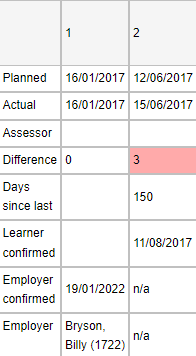 1 2
Planned 16/01/2017 12/06/2017
Actual 16/01/2017 15/06/2017
Assessor
Difference 0 3
Days
since last 150
Learner
confirmed 11/08/2017
Employer
confirmed 19/01/2022 n/a
Employer Bryson,
Billy (1722) n/a